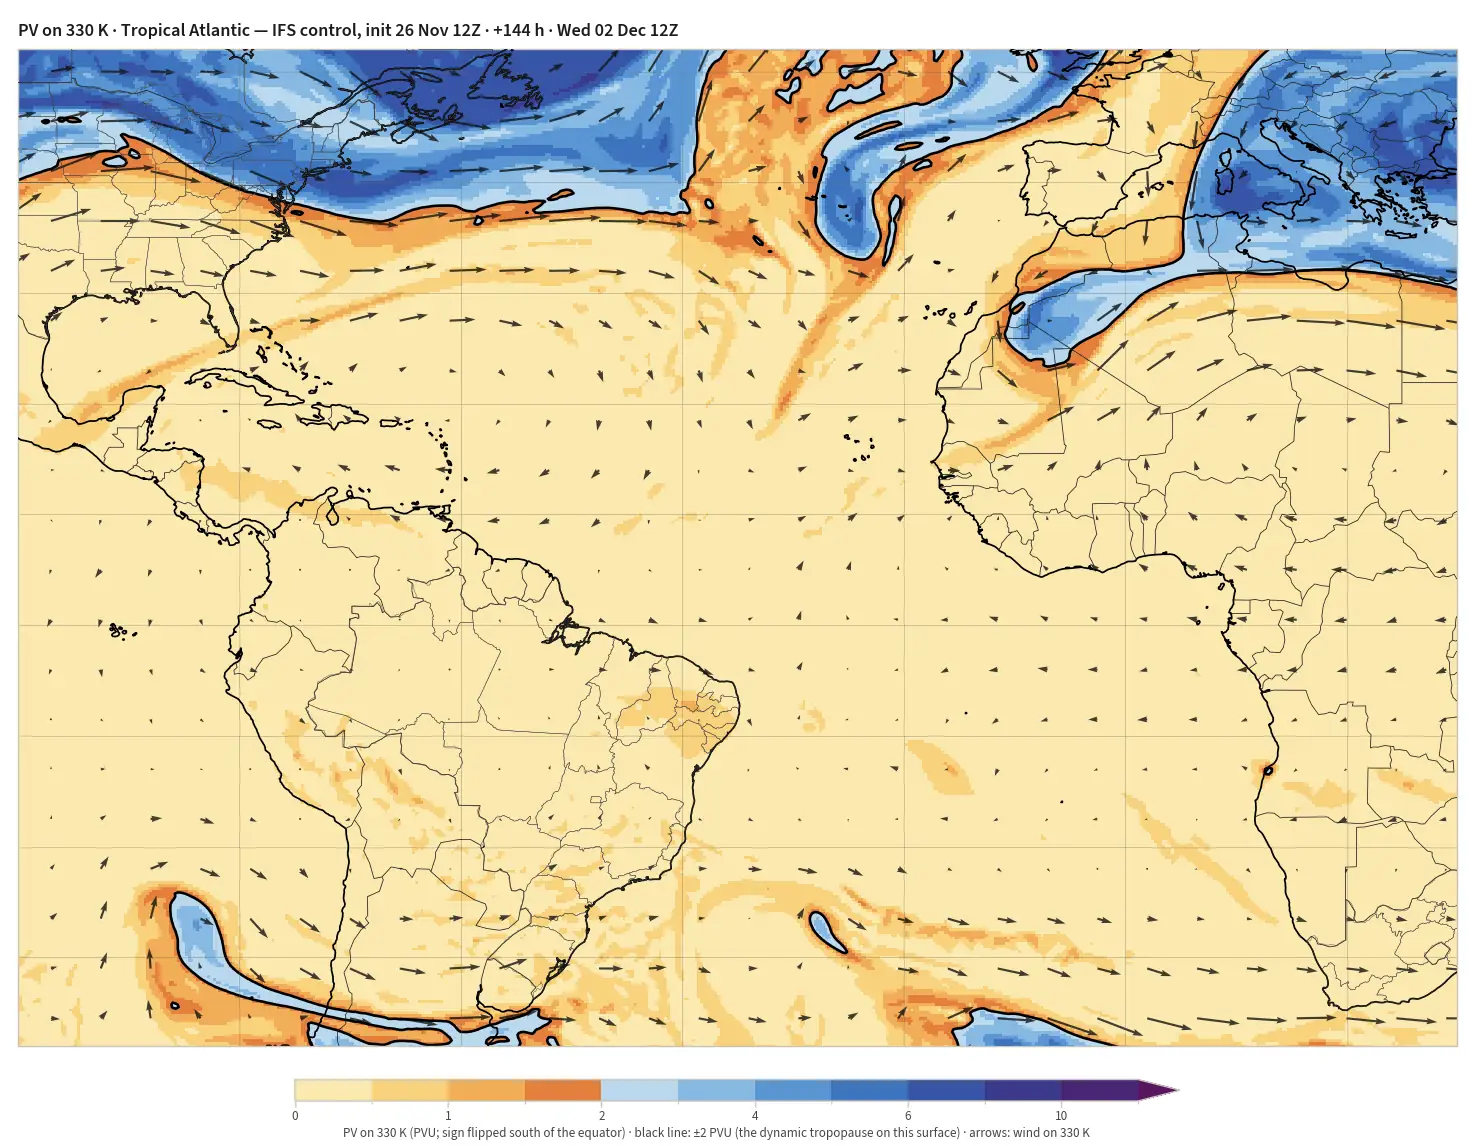 PV on 330 K · Tropical Atlantic — IFS control, init 26 Nov 12Z · +144 h · Wed 02 Dec 12Z
0 1 2 4 6 10
PV on 330 K (PVU; sign flipped south of the equator) · black line: ±2 PVU (the dynamic tropopause on this surface) · arrows: wind on 330 K